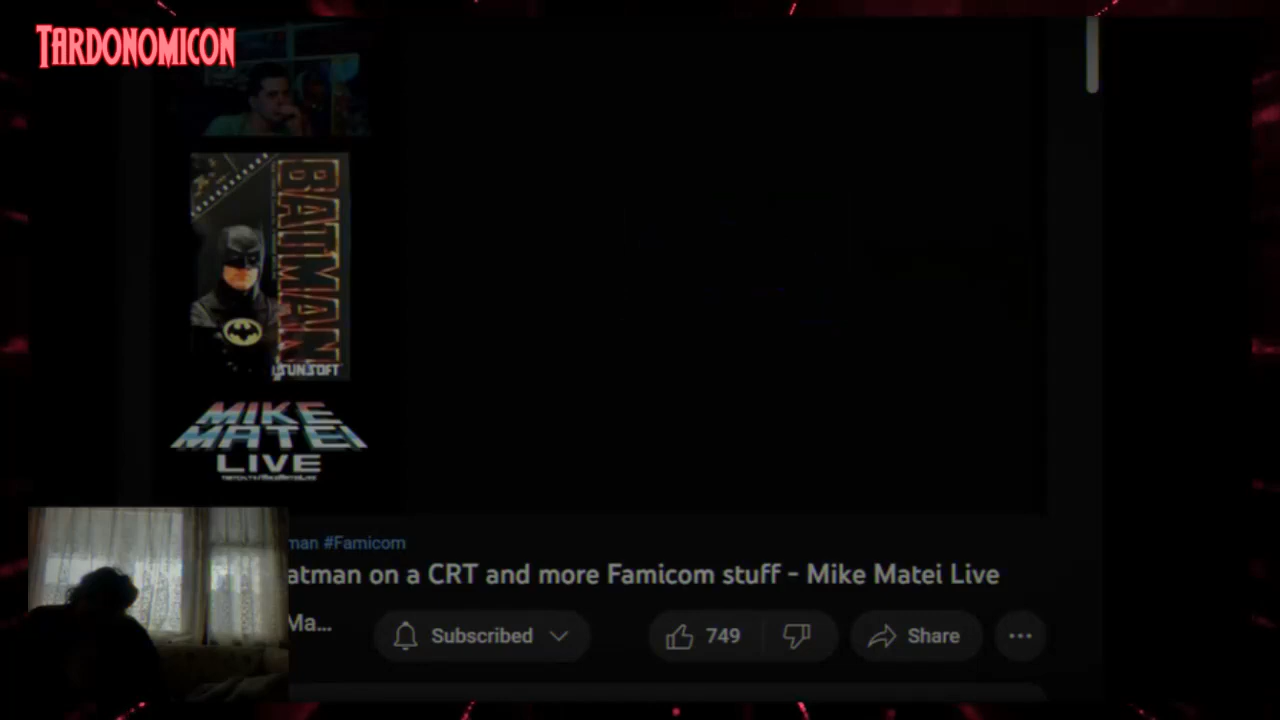 TARDONOMICON
BATMAN
SUNSOFT
MIKE
MATEI
LIVE
man #Famicom
atman on a CRT and more Famicom stuff - Mike Matei Live
Ma...
Subscribed
749
Share